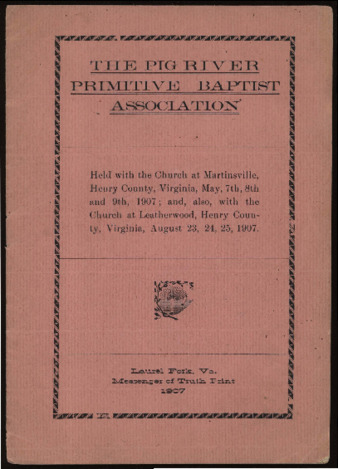 THE PIG RIVER
PRIMITIVE BAPTIST
ASSOCIATION
Held with the Church at Martinsville,
Henry County, Virginia, May, 7th, 8th
and 9th, 1907; and, also, with the
Church at Leatherwood, Henry Coun-
ty, Virginia, August 23, 24, 25, 1907.
Laurel Fork, Va.
Messenger of Truth Print
1907